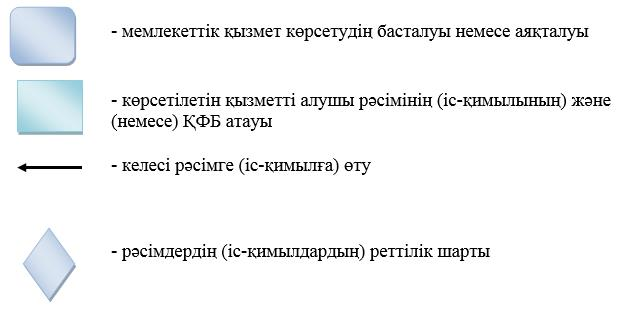 - мемлекеттік қызмет көрсетудің басталуы немесе аяқталуы
- көрсетілетін қызметті алушы рәсімінің (іс-қимылының) және
(немесе) ҚФБ атауы
- келесі рәсімге (іс-қимылға) өту
- рәсімдердің (іс-қимылдардың) реттілік шарты